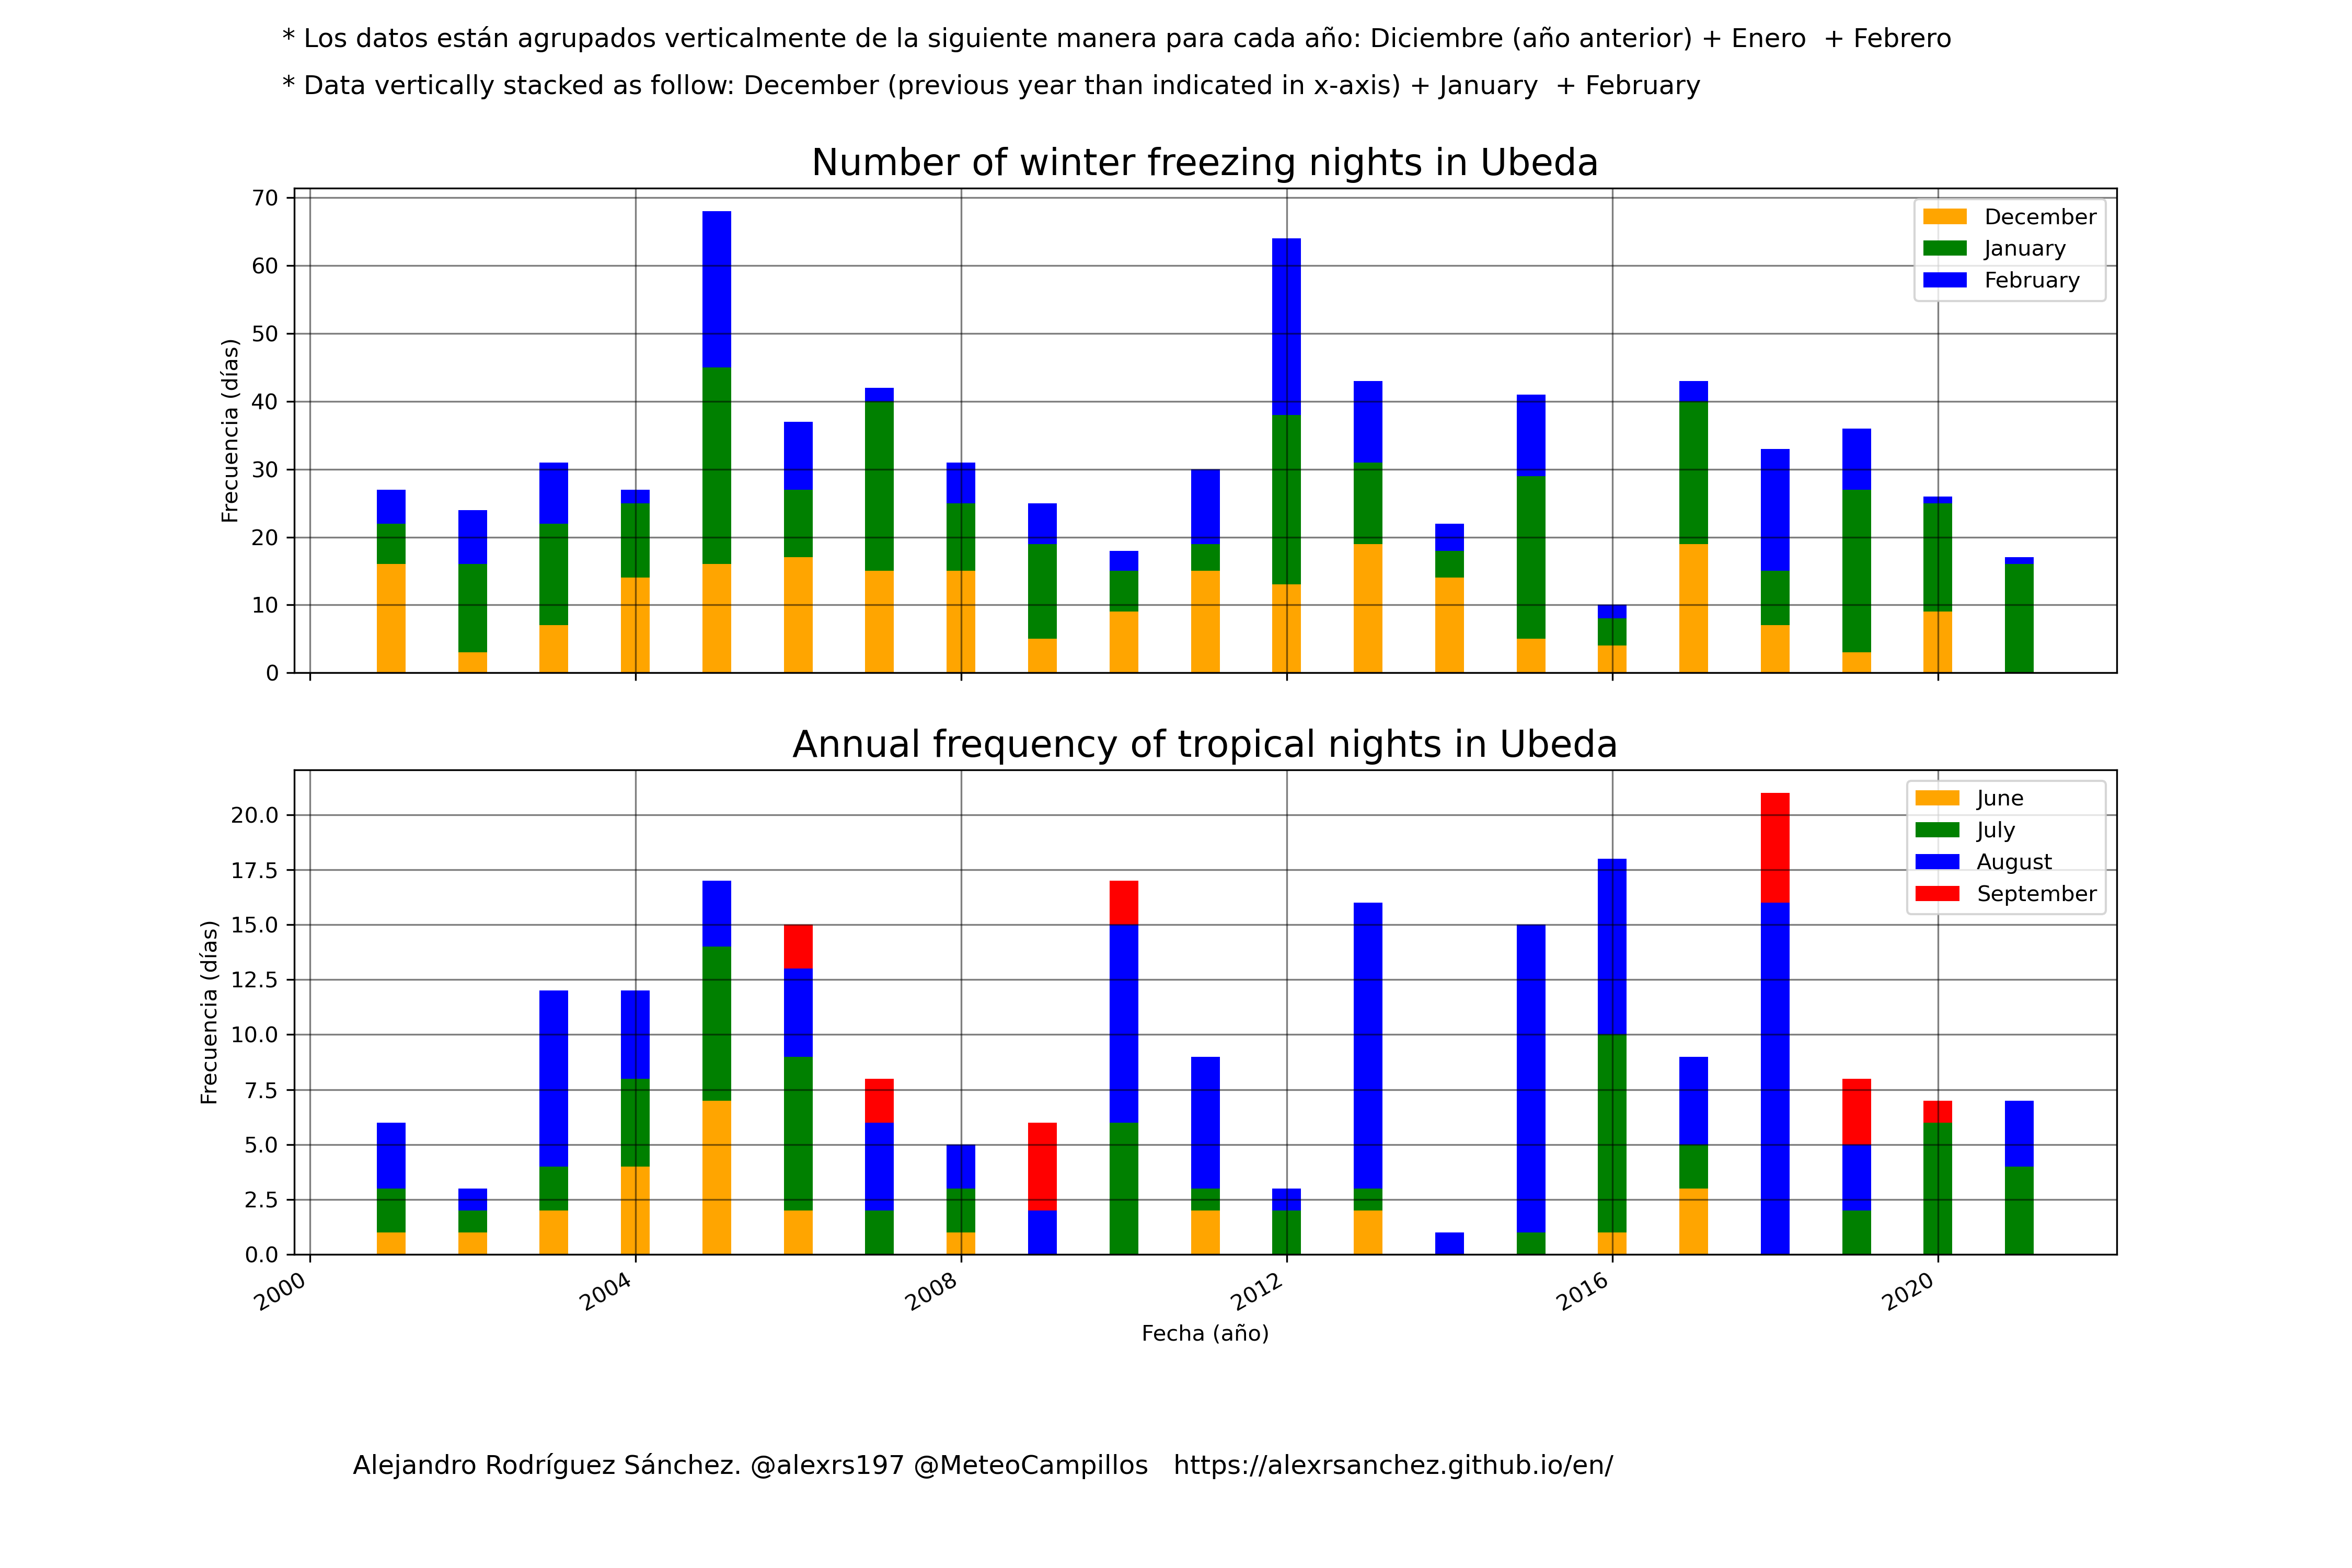 * Los datos están agrupados verticalmente de la siguiente manera para cada año: Diciembre (año anterior) + Enero  + Febrero
* Data vertically stacked as follow: December (previous year than indicated in x-axis) + January  + February
Number of winter freezing nights in Ubeda
70
60
50
40
30
20
10
0
Frecuencia (días)
December
January
February
Annual frequency of tropical nights in Ubeda
20.0
17.5
15.0
12.5
10.0
7.5
5.0
2.5
0.0
Frecuencia (días)
June
July
August
September
2000 2004 2008 2012 2016 2020
Fecha (año)
Alejandro Rodríguez Sánchez. @alexrs197 @MeteoCampillos   https://alexrsanchez.github.io/en/